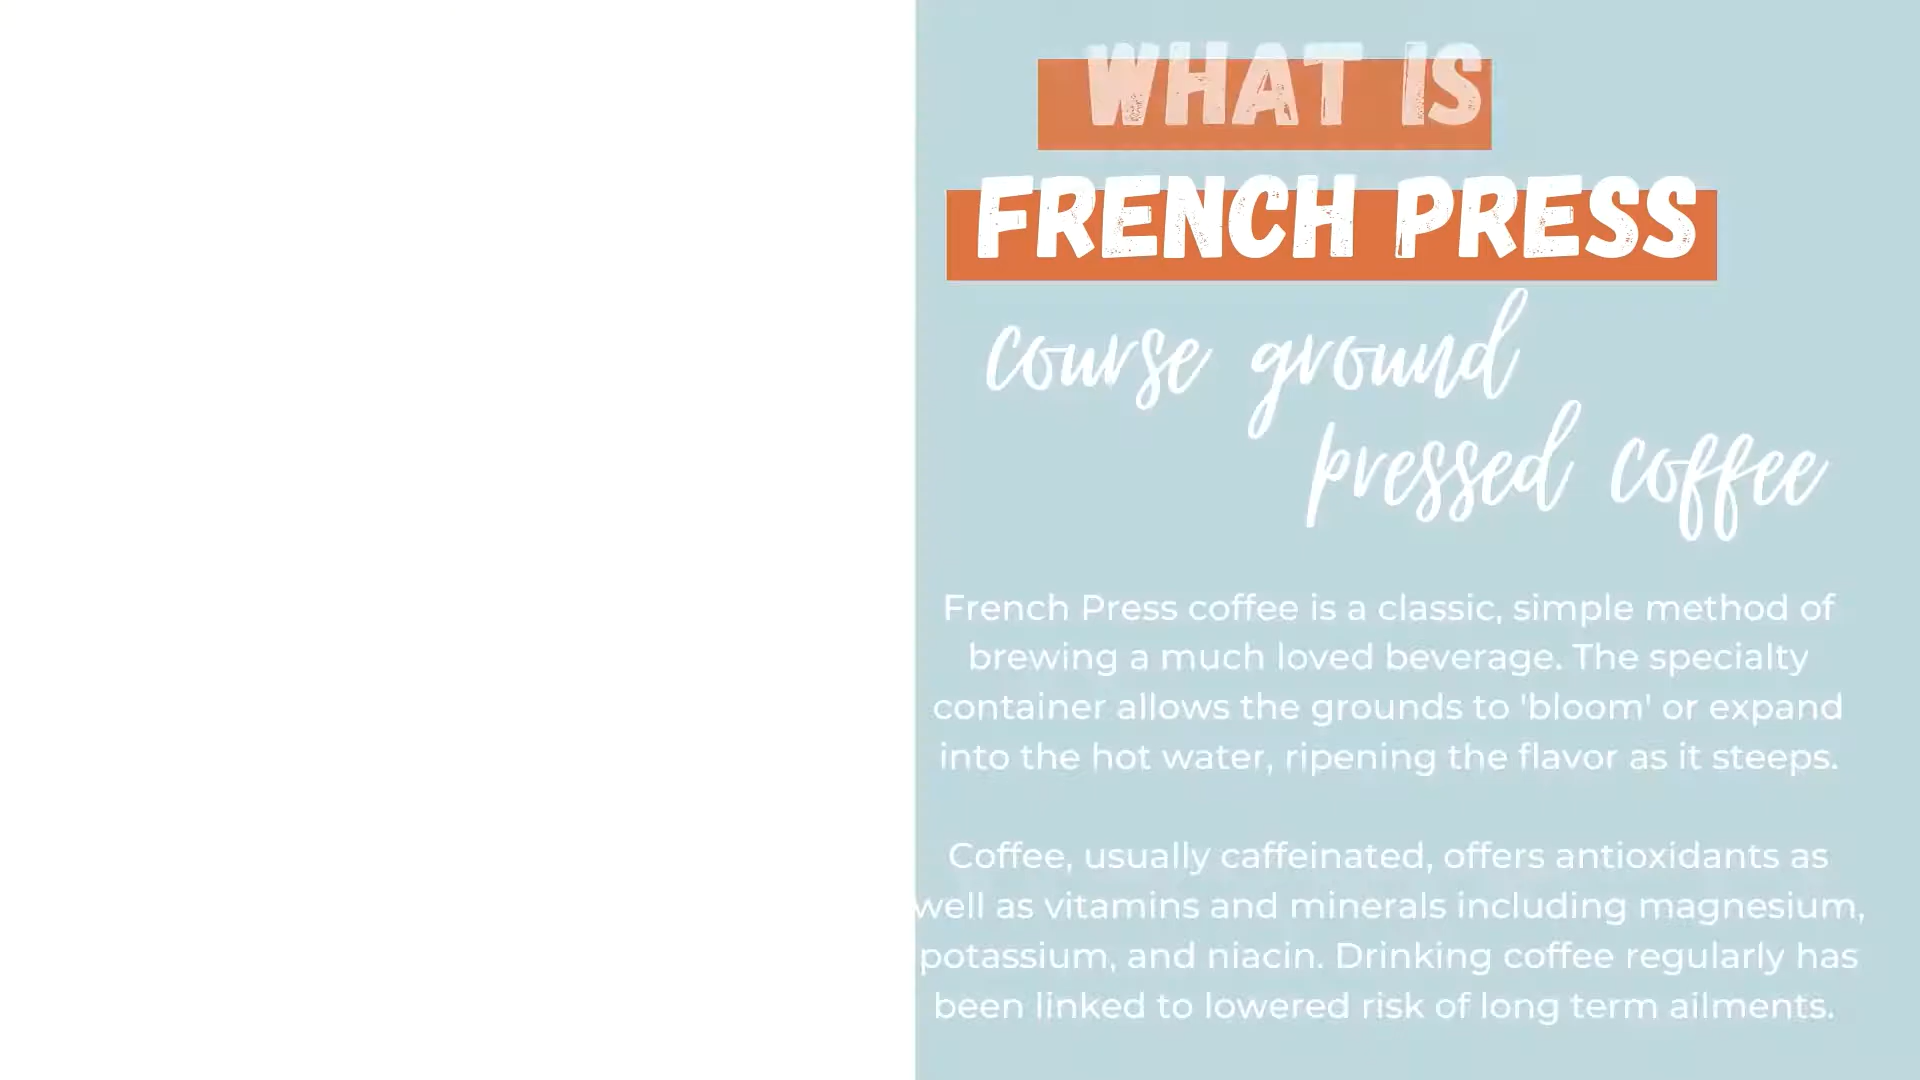 WHAT IS
FRENCH PRESS
course ground
pressed coffee
French Press coffee is a classic, simple method of
brewing a much loved beverage. The specialty
container allows the grounds to 'bloom' or expand
into the hot water, ripening the flavor as it steeps.
Coffee, usually caffeinated, offers antioxidants as
well as vitamins and minerals including magnesium,
potassium, and niacin. Drinking coffee regularly has
been linked to lowered risk of long term ailments.